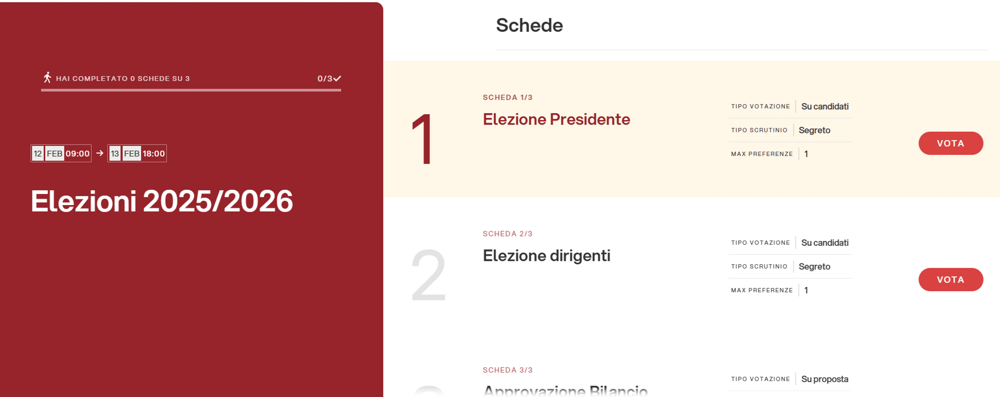 HAI COMPLETATO 0 SCHEDE SU 3
0/3
12 FEB 09:00 → 13 FEB 18:00
Elezioni 2025/2026
Schede
1
SCHEDA 1/3
Elezione Presidente
TIPO VOTAZIONE Su candidati
TIPO SCRUTINIO Segreto
MAX PREFERENZE 1
VOTA
2
SCHEDA 2/3
Elezione dirigenti
TIPO VOTAZIONE Su candidati
TIPO SCRUTINIO Segreto
MAX PREFERENZE 1
VOTA
SCHEDA 3/3
Approvazione Bilancio
TIPO VOTAZIONE Su proposta